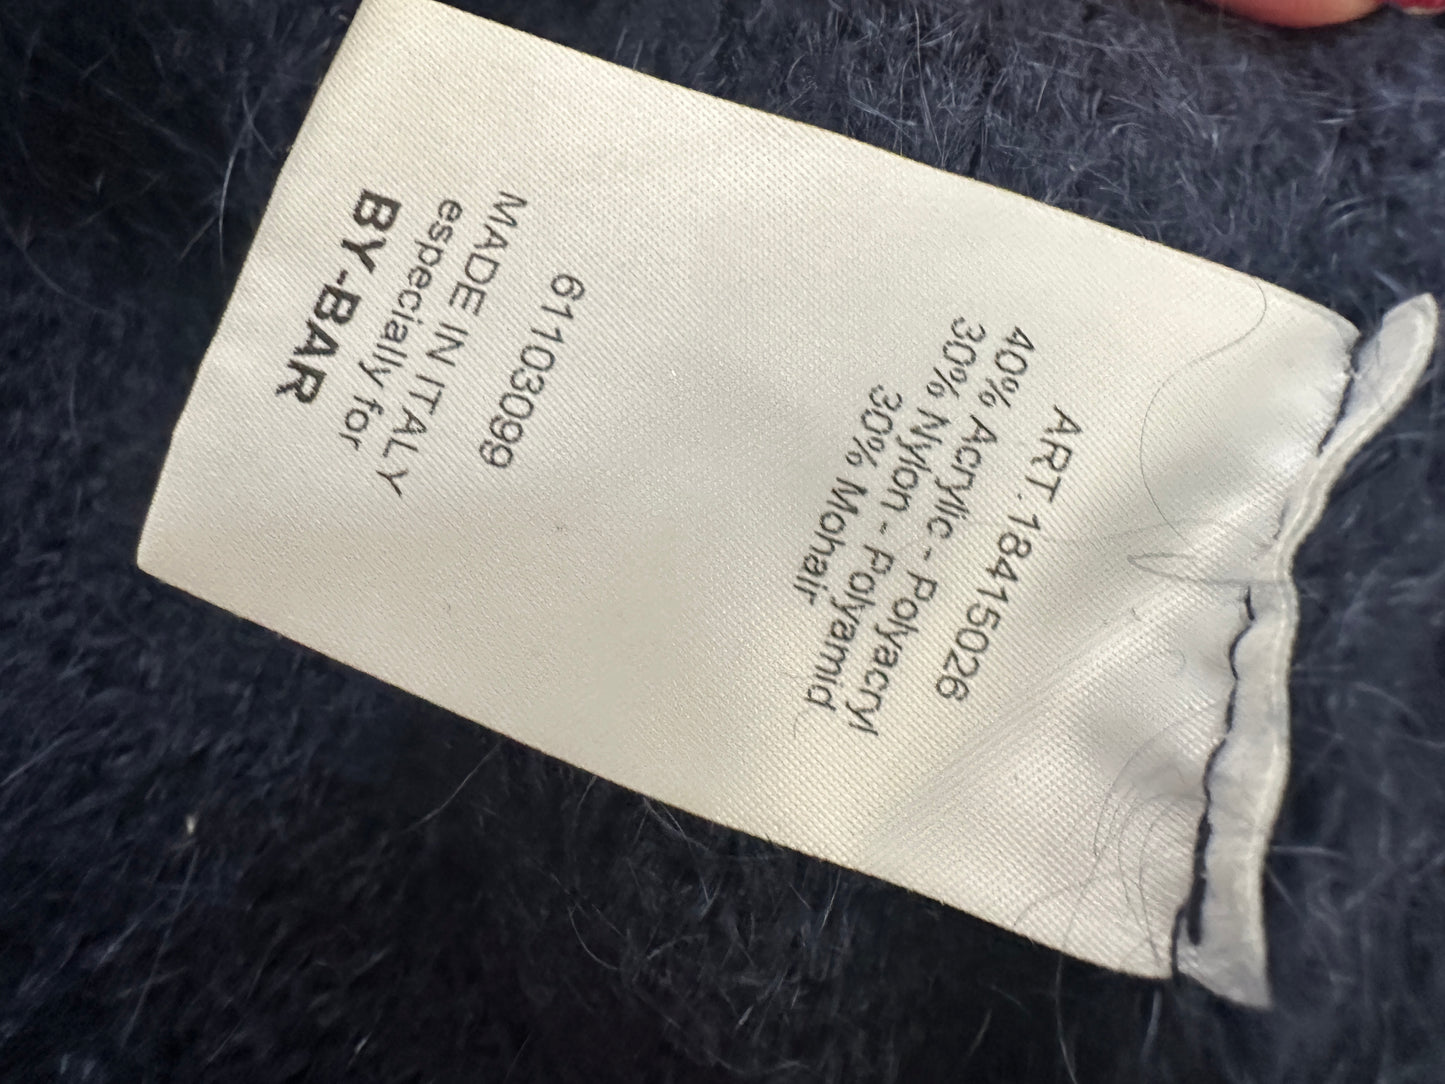 ART. 18415026
40% Acrylic - Polyacryl
30% Nylon - Polyamid
30% Mohair
61103099
MADE IN ITALY
especially for
BY-BAR